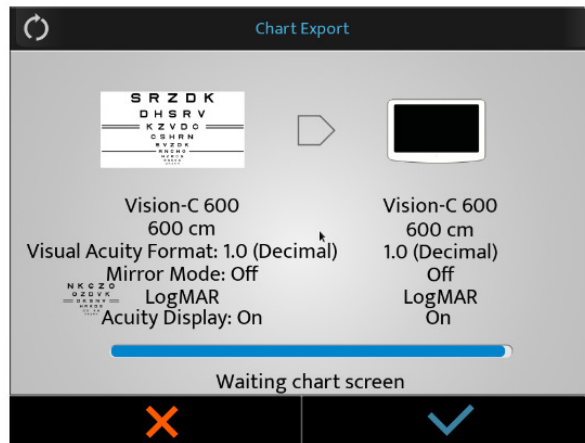 Chart Export
S R Z D K
D H S R V
K Z V D C
C S H R N
S V Z D K
R N C H O
Vision-C 600
600 cm
Visual Acuity Format: 1.0 (Decimal)
Mirror Mode: Off
LogMAR
Acuity Display: On
N K C Z O
Vision-C 600
600 cm
1.0 (Decimal)
Off
LogMAR
On
Waiting chart screen